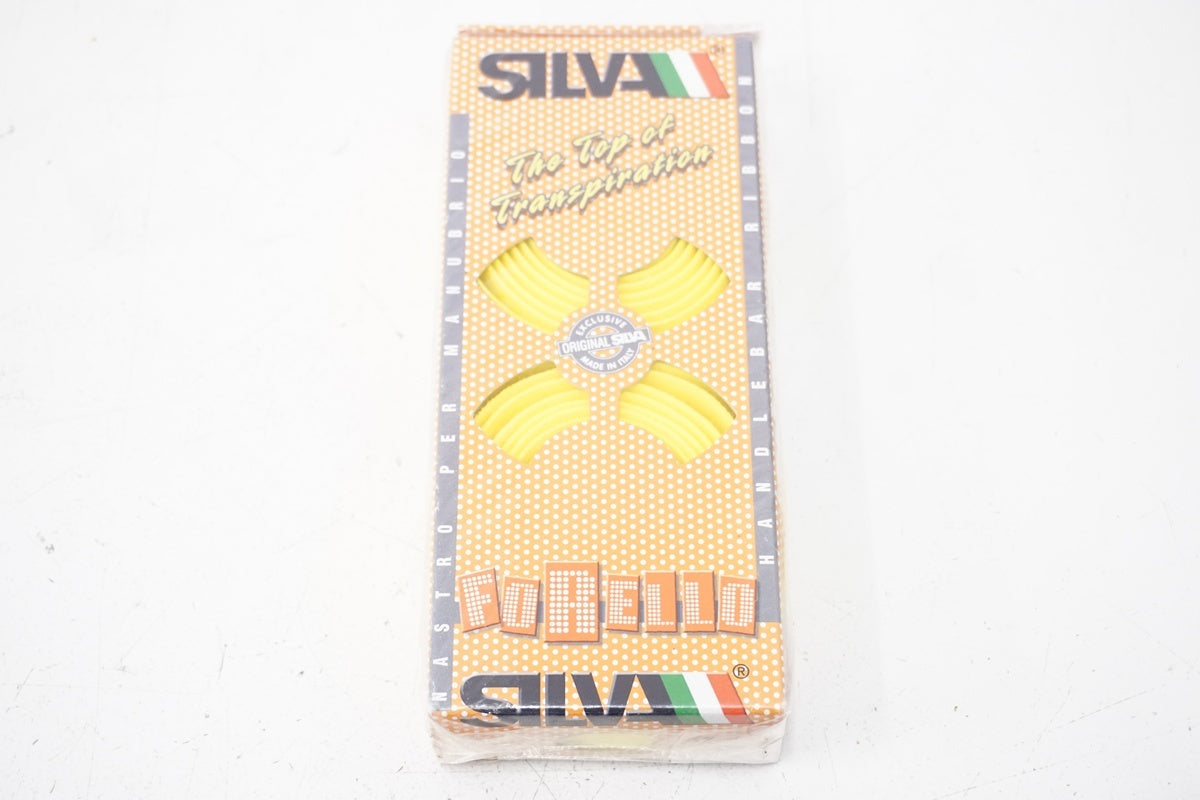 SILVA ®
The Top of
Transpiration
NASTRO PER MANUBRIO
HANDLEBAR RIBBON
EXCLUSIVE
ORIGINAL SILVA
MADE IN ITALY
FORELLO
SILVA ®